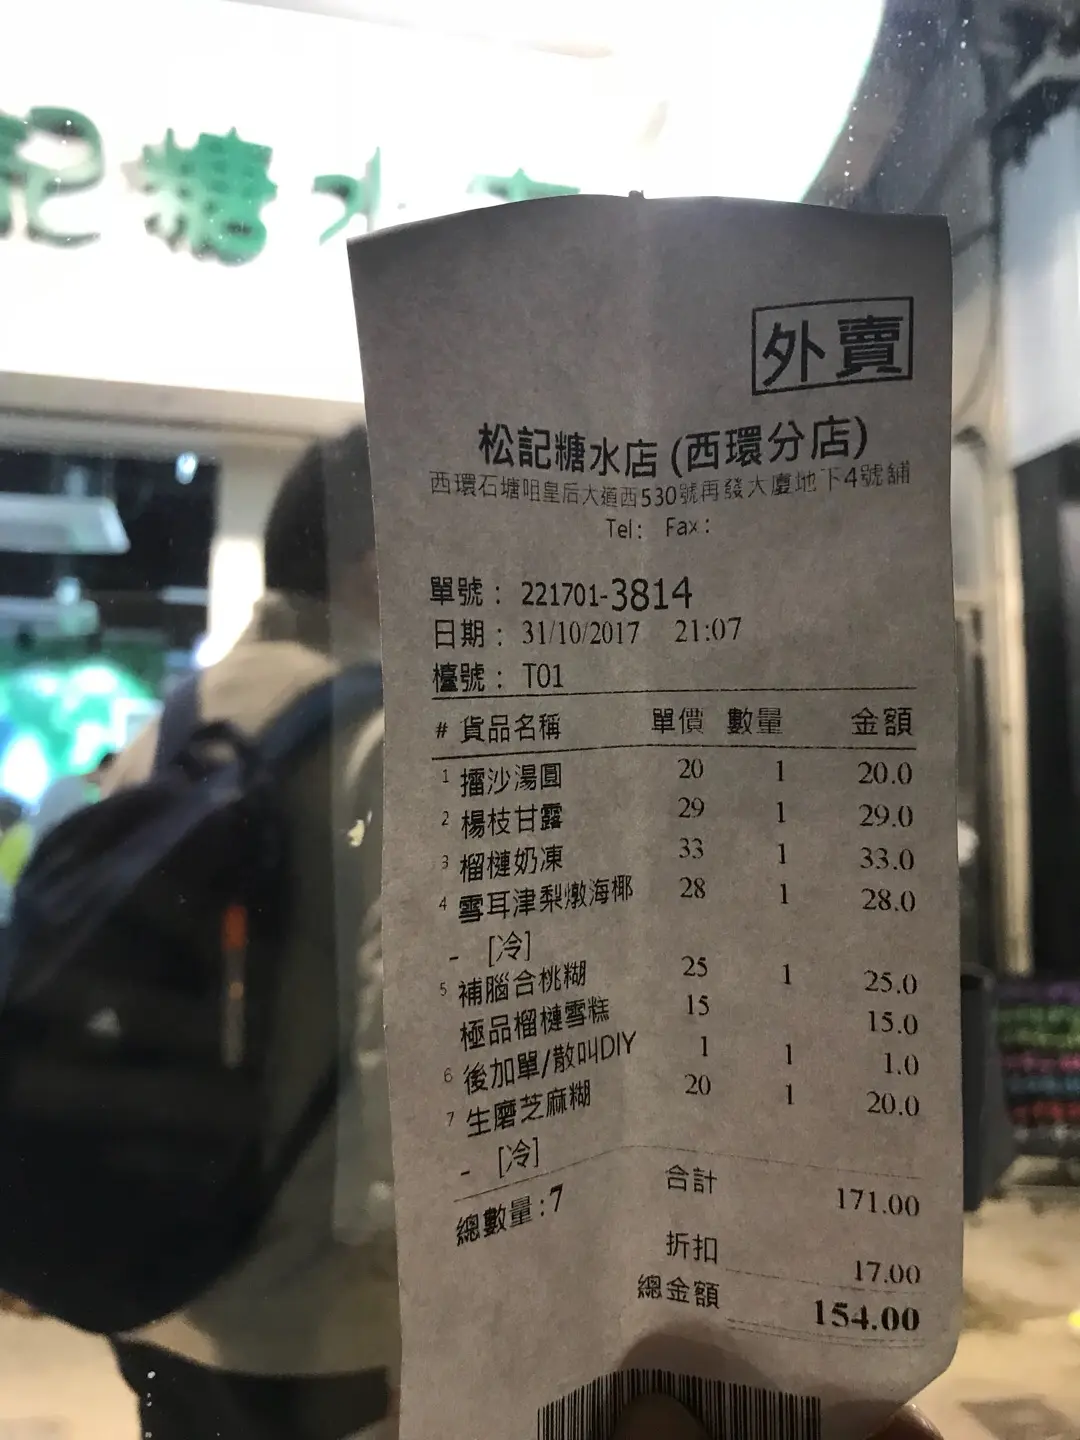 記糖水
外賣
松記糖水店 (西環分店)
西環石塘咀皇后大道西530號再發大廈地下4號舖
Tel: Fax:
單號: 221701-3814
日期: 31/10/2017 21:07
檯號: T01
# 貨品名稱 單價 數量 金額
1 擂沙湯圓 20 1 20.0
2 楊枝甘露 29 1 29.0
3 榴槤奶凍 33 1 33.0
4 雪耳津梨燉海椰 28 1 28.0
- [冷]
5 補腦合桃糊 25 1 25.0
極品榴槤雪糕 15 15.0
6 後加單/散叫DIY 1 1 1.0
7 生磨芝麻糊 20 1 20.0
- [冷]
合計 171.00
總數量:7
折扣 17.00
總金額 154.00